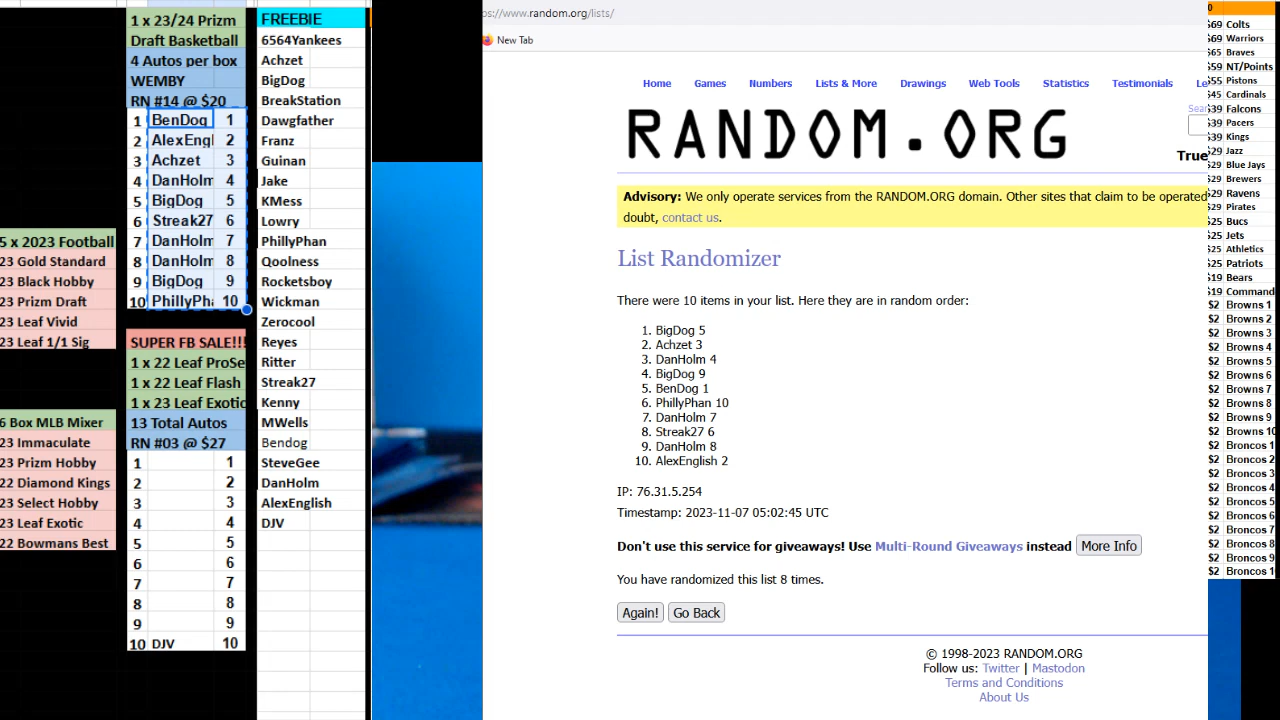 5 x 2023 Football
23 Gold Standard
23 Black Hobby
23 Prizm Draft
23 Leaf Vivid
23 Leaf 1/1 Sig
6 Box MLB Mixer
23 Immaculate
23 Prizm Hobby
22 Diamond Kings
23 Select Hobby
23 Leaf Exotic
22 Bowmans Best
1 x 23/24 Prizm
Draft Basketball
4 Autos per box
WEMBY
RN #14 @ $20
1 BenDog 1
2 AlexEngl 2
3 Achzet 3
4 DanHolm 4
5 BigDog 5
6 Streak27 6
7 DanHolm 7
8 DanHolm 8
9 BigDog 9
10 PhillyPha 10
SUPER FB SALE!!!
1 x 22 Leaf ProSe
1 x 22 Leaf Flash
1 x 23 Leaf Exotic
13 Total Autos
RN #03 @ $27
1 1
2 2
3 3
4 4
5 5
6 6
7 7
8 8
9 9
10 DJV 10
FREEBIE
6564Yankees
Achzet
BigDog
BreakStation
Dawgfather
Franz
Guinan
Jake
KMess
Lowry
PhillyPhan
Qoolness
Rocketsboy
Wickman
Zerocool
Reyes
Ritter
Streak27
Kenny
MWells
Bendog
SteveGee
DanHolm
AlexEnglish
DJV
ps://www.random.org/lists/
New Tab
Home Games Numbers Lists & More Drawings Web Tools Statistics Testimonials Le
Sear
RANDOM.ORG
True
Advisory: We only operate services from the RANDOM.ORG domain. Other sites that claim to be operated
doubt, contact us.
List Randomizer
There were 10 items in your list. Here they are in random order:
1. BigDog 5
2. Achzet 3
3. DanHolm 4
4. BigDog 9
5. BenDog 1
6. PhillyPhan 10
7. DanHolm 7
8. Streak27 6
9. DanHolm 8
10. AlexEnglish 2
IP: 76.31.5.254
Timestamp: 2023-11-07 05:02:45 UTC
Don't use this service for giveaways! Use Multi-Round Giveaways instead More Info
You have randomized this list 8 times.
Again! Go Back
© 1998-2023 RANDOM.ORG
Follow us: Twitter | Mastodon
Terms and Conditions
About Us
0
$69 Colts
$69 Warriors
$65 Braves
$59 NT/Points
$55 Pistons
$45 Cardinals
$39 Falcons
$39 Pacers
$39 Kings
$29 Jazz
$29 Blue Jays
$29 Brewers
$29 Ravens
$29 Pirates
$25 Bucs
$25 Jets
$25 Athletics
$25 Patriots
$19 Bears
$19 Command
$2 Browns 1
$2 Browns 2
$2 Browns 3
$2 Browns 4
$2 Browns 5
$2 Browns 6
$2 Browns 7
$2 Browns 8
$2 Browns 9
$2 Browns 10
$2 Broncos 1
$2 Broncos 2
$2 Broncos 3
$2 Broncos 4
$2 Broncos 5
$2 Broncos 6
$2 Broncos 7
$2 Broncos 8
$2 Broncos 9
$2 Broncos 1